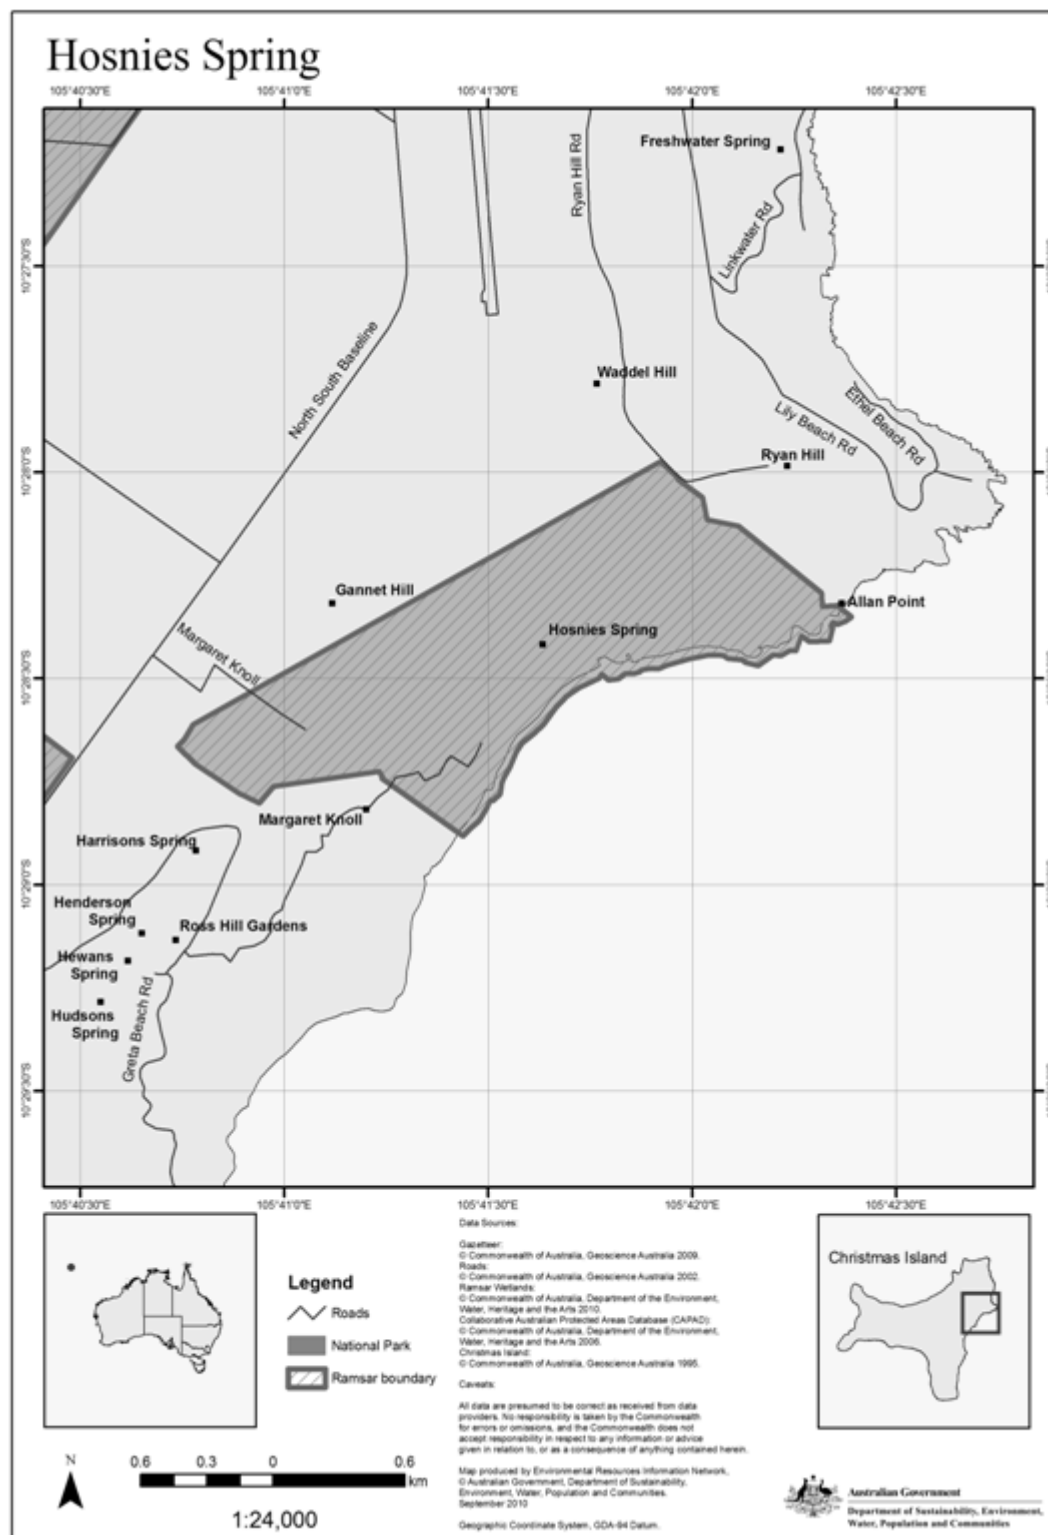 Hosnies Spring
105°40'30"E 105°41'0"E 105°41'30"E 105°42'0"E 105°42'30"E
Freshwater Spring
Ryan Hill Rd
Linkwater Rd
10°27'30"S
North South Baseline
Waddel Hill
Lily Beach Rd
Ethel Beach Rd
Ryan Hill
10°28'0"S
Gannet Hill
Allan Point
Hosnies Spring
Margaret Knoll
10°28'30"S
Margaret Knoll
Harrisons Spring
10°29'0"S
Henderson
Spring
Ross Hill Gardens
Hewans
Spring
Hudsons
Spring
Greta Beach Rd
10°29'30"S
105°40'30"E 105°41'0"E 105°41'30"E 105°42'0"E 105°42'30"E
Legend
Roads
National Park
Ramsar boundary
Data Sources:
Gazetteer:
© Commonwealth of Australia, Geoscience Australia 2009.
Roads:
© Commonwealth of Australia, Geoscience Australia 2002.
Ramsar Wetlands:
© Commonwealth of Australia, Department of the Environment,
Water, Heritage and the Arts 2010.
Collaborative Australian Protected Areas Database (CAPAD):
© Commonwealth of Australia, Department of the Environment,
Water, Heritage and the Arts 2006.
Christmas Island:
© Commonwealth of Australia, Geoscience Australia 1995.
Caveats:
All data are presumed to be correct as received from data
providers. No responsibility is taken by the Commonwealth
for errors or omissions, and the Commonwealth does not
accept responsibility in respect to any information or advice
given in relation to, or as a consequence of anything contained herein.
Map produced by Environmental Resources Information Network,
© Australian Government, Department of Sustainability,
Environment, Water, Population and Communities.
September 2010
Geographic Coordinate System, GDA-94 Datum.
Christmas Island
N
0.6 0.3 0 0.6
km
1:24,000
Australian Government
Department of Sustainability, Environment,
Water, Population and Communities